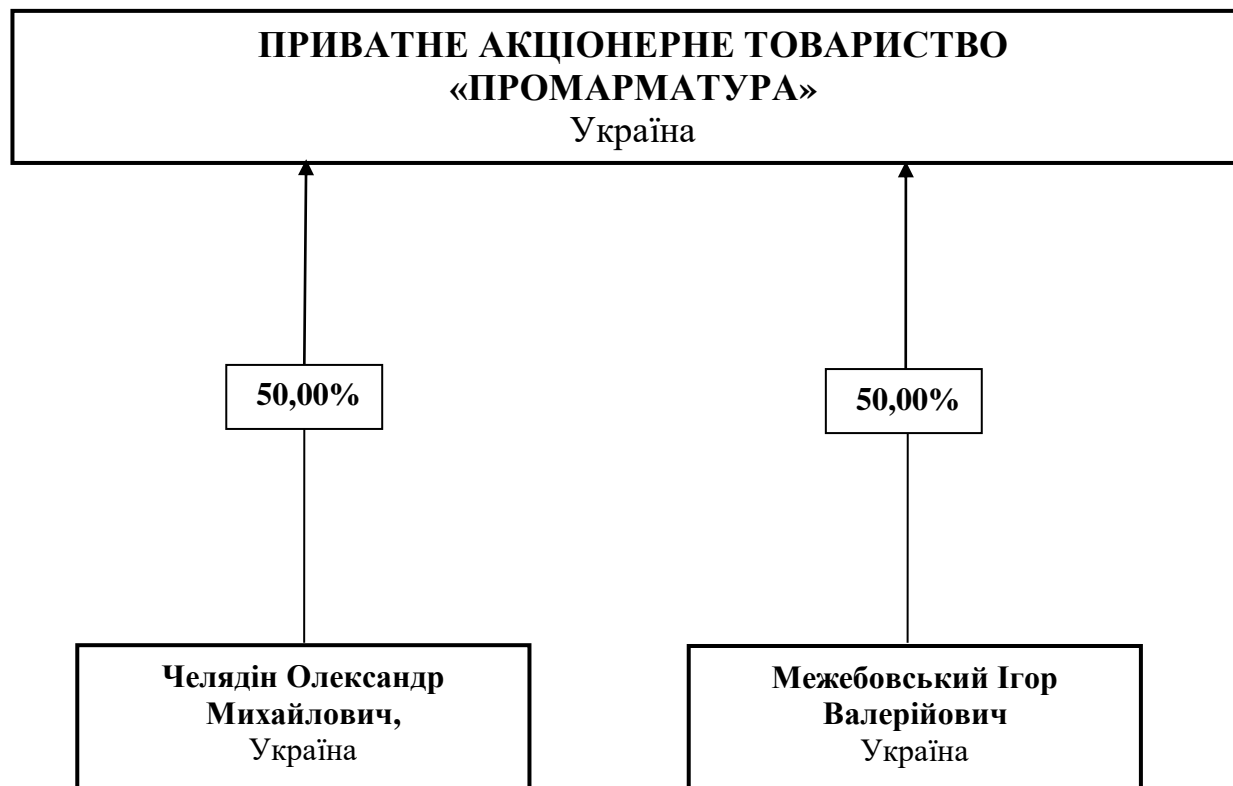 ПРИВАТНЕ АКЦІОНЕРНЕ ТОВАРИСТВО
«ПРОМАРМАТУРА»
Україна
50,00%
50,00%
Челядін Олександр
Михайлович,
Україна
Межебовський Ігор
Валерійович
Україна